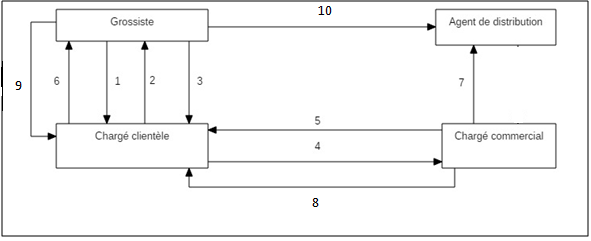 10
Grossiste
Agent de distribution
9
6
1
2
3
7
5
Chargé clientèle
Chargé commercial
4
8